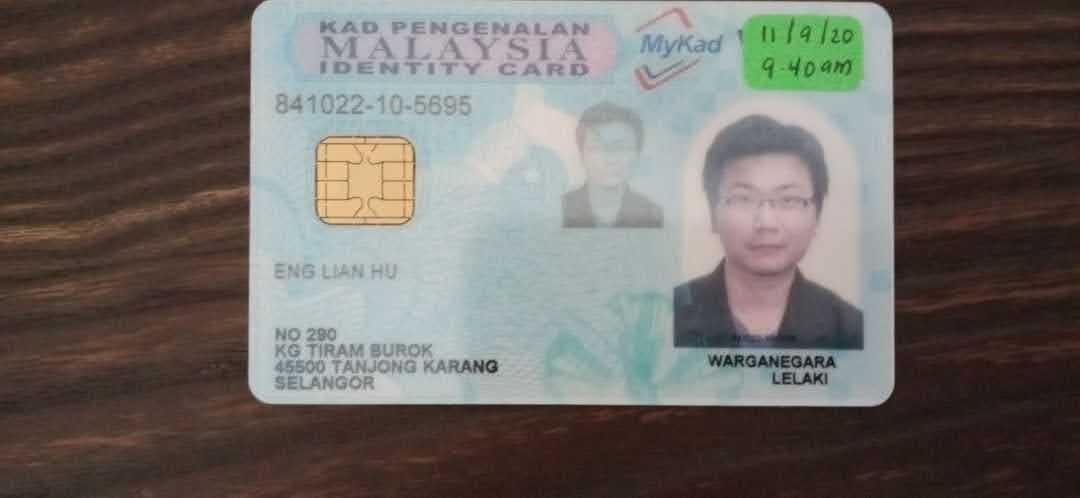 KAD PENGENALAN
MALAYSIA
IDENTITY CARD
MyKad
11/9/20
9.40am
841022-10-5695
ENG LIAN HU
NO 290
KG TIRAM BUROK
45500 TANJONG KARANG
SELANGOR
WARGANEGARA
LELAKI